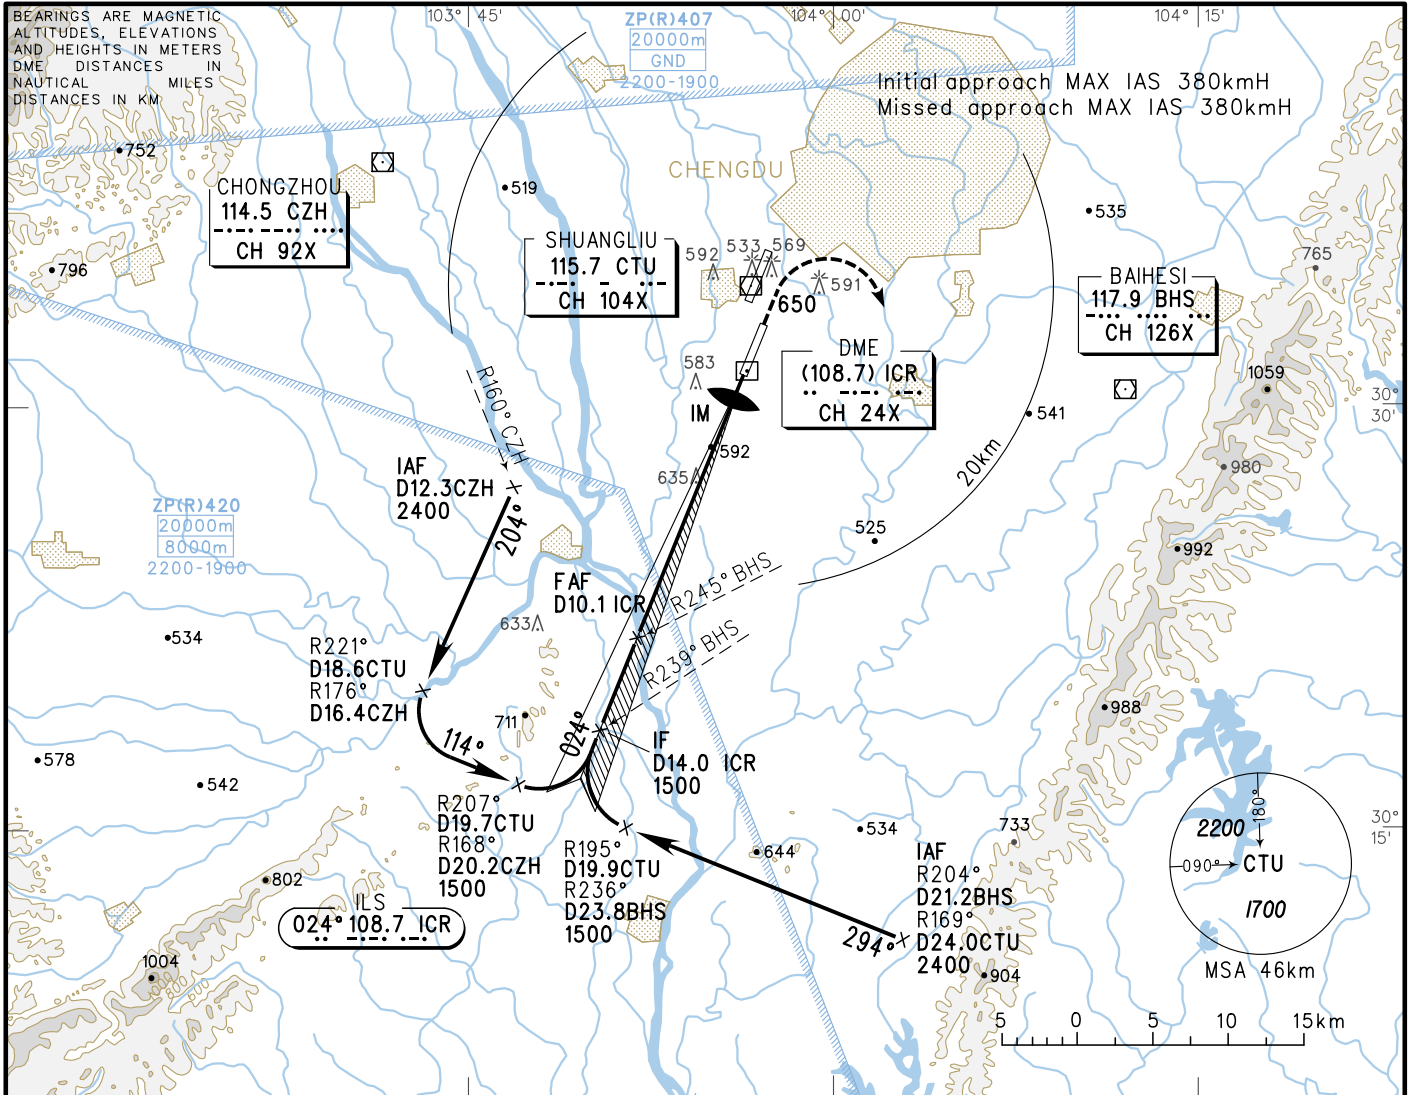 BEARINGS ARE MAGNETIC
ALTITUDES, ELEVATIONS
AND HEIGHTS IN METERS
DME DISTANCES IN
NAUTICAL MILES
DISTANCES IN KM
103°45'
ZP(R)407
20000m
GND
2200-1900
104°00'
104°15'
Initial approach MAX IAS 380kmH
Missed approach MAX IAS 380kmH
752
CHONGZHOU
114.5 CZH
CH 92X
519
CHENGDU
535
796
SHUANGLIU
115.7 CTU
CH 104X
592
533
569
591
650
765
BAIHESI
117.9 BHS
CH 126X
583
DME
(108.7) ICR
CH 24X
1059
30°
30'
IM
541
R160° CZH
592
635
20km
980
IAF
D12.3CZH
2400
204°
ZP(R)420
20000m
8000m
2200-1900
525
992
FAF
D10.1 ICR
R245° BHS
633
534
R239° BHS
R221°
D18.6CTU
R176°
D16.4CZH
711
988
024°
114°
IF
D14.0 ICR
1500
578
542
R207°
D19.7CTU
R168°
D20.2CZH
1500
R195°
D19.9CTU
R236°
D23.8BHS
1500
644
534
733
30°
15'
2200
180°
090°
CTU
1700
MSA 46km
802
ILS
024° 108.7 ICR
IAF
R204°
D21.2BHS
R169°
D24.0CTU
2400
294°
904
1004
5 0 5 10 15km